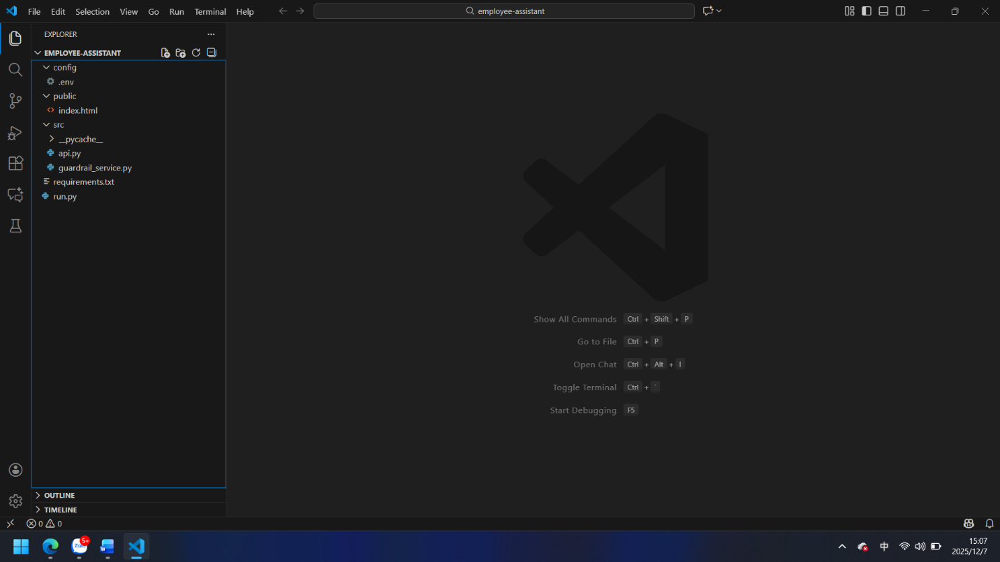 File Edit Selection View Go Run Terminal Help employee-assistant
EXPLORER
EMPLOYEE-ASSISTANT
config
.env
public
index.html
src
__pycache__
api.py
guardrail_service.py
requirements.txt
run.py
Show All Commands Ctrl + Shift + P
Go to File Ctrl + P
Open Chat Ctrl + Alt + I
Toggle Terminal Ctrl + `
Start Debugging F5
OUTLINE
TIMELINE
0 0
5+
Zalo
W
中
15:07
2025/12/7